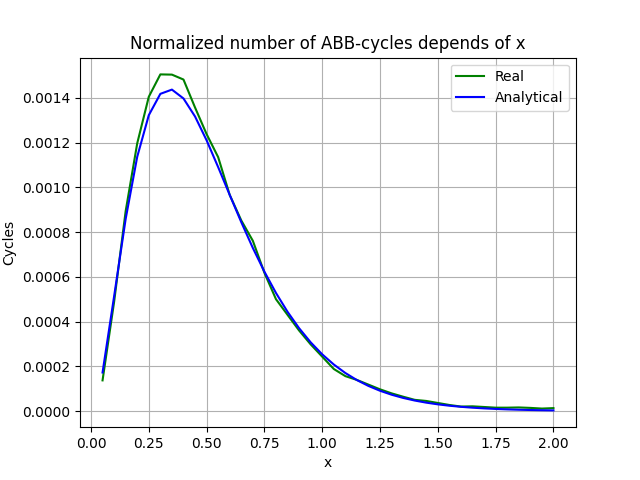 Normalized number of ABB-cycles depends of x
Real
Analytical
0.0014
0.0012
0.0010
0.0008
0.0006
0.0004
0.0002
0.0000
Cycles
0.00 0.25 0.50 0.75 1.00 1.25 1.50 1.75 2.00
x